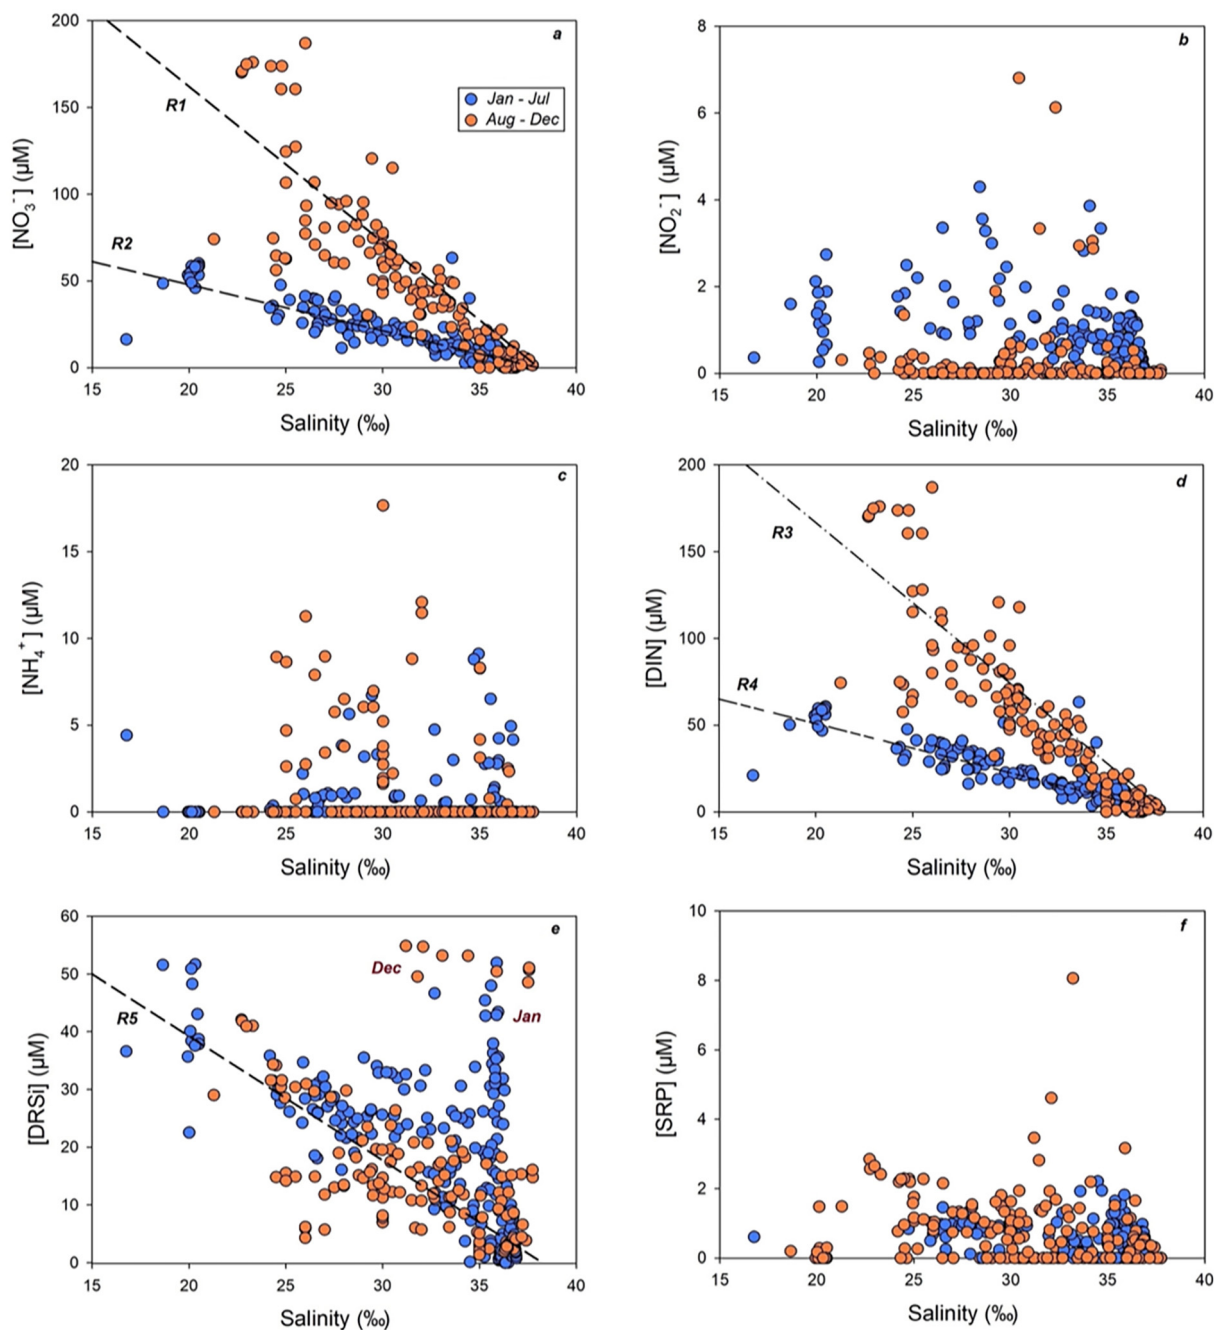 200
150
100
50
0
[NO₃⁻] (µM)
a
R1
R2
Jan - Jul
Aug - Dec
15 20 25 30 35 40
Salinity (‰)
8
6
4
2
0
[NO₂⁻] (µM)
b
15 20 25 30 35 40
Salinity (‰)
20
15
10
5
0
[NH₄⁺] (µM)
c
15 20 25 30 35 40
Salinity (‰)
200
150
100
50
0
[DIN] (µM)
d
R3
R4
15 20 25 30 35 40
Salinity (‰)
60
50
40
30
20
10
0
[DRSi] (µM)
e
Dec
Jan
R5
15 20 25 30 35 40
Salinity (‰)
10
8
6
4
2
0
[SRP] (µM)
f
15 20 25 30 35 40
Salinity (‰)